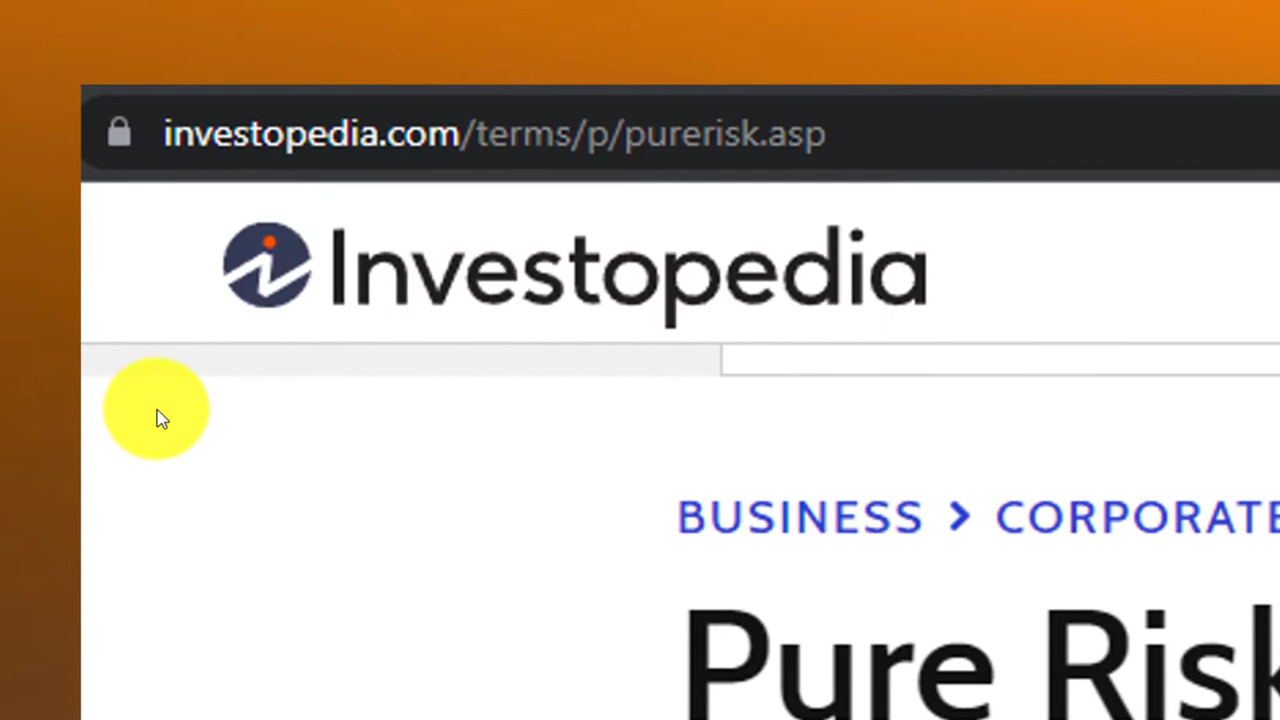 investopedia.com/terms/p/purerisk.asp
Investopedia
BUSINESS > CORPORATE
Pure Risk